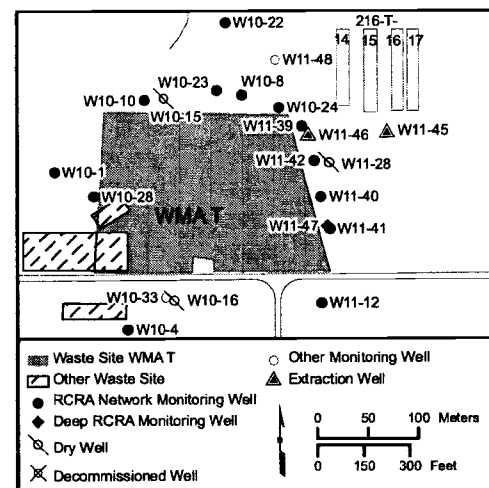 W10-22
216-T-
14 15 16 17
W11-48
W10-23
W10-8
W10-10
W10-15
W10-24
W11-39
W11-46
W11-45
W11-42
W11-28
W10-1
W10-28
W11-40
WMA T
W11-47
W11-41
W10-33
W10-16
W11-12
W10-4
Waste Site WMA T
Other Waste Site
RCRA Network Monitoring Well
Deep RCRA Monitoring Well
Dry Well
Decommissioned Well
Other Monitoring Well
Extraction Well
0 50 100 Meters
0 150 300 Feet